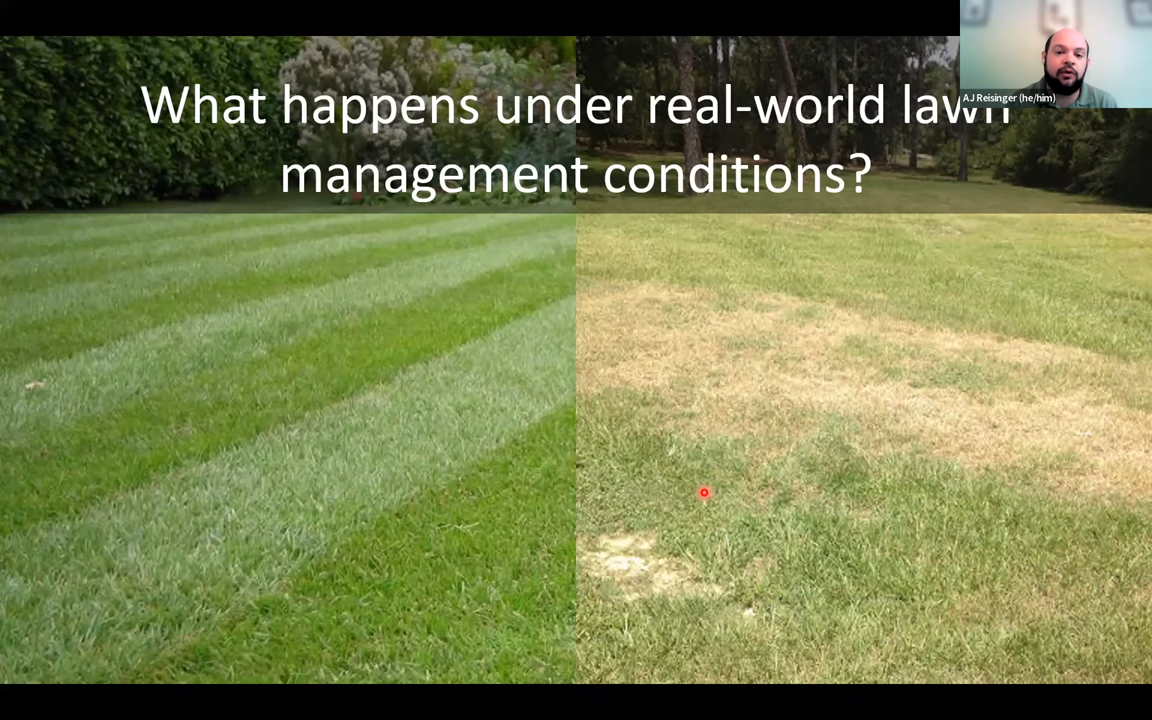 What happens under real-world lawn
management conditions?
AJ Reisinger (he/him)